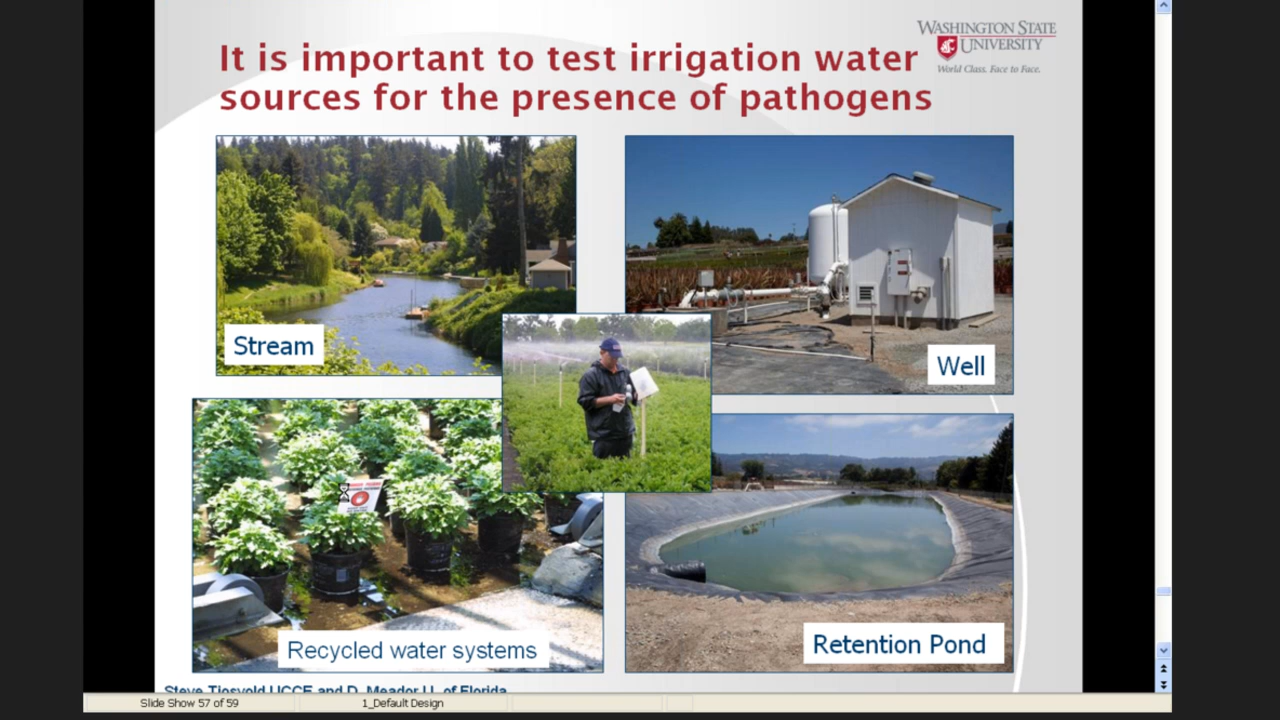 It is important to test irrigation water
sources for the presence of pathogens
WASHINGTON STATE
UNIVERSITY
World Class. Face to Face.
Stream
Well
Recycled water systems
Retention Pond
Steve Tjosvold UCCE and D. Meador U. of Florida
Slide Show 57 of 59
1_Default Design